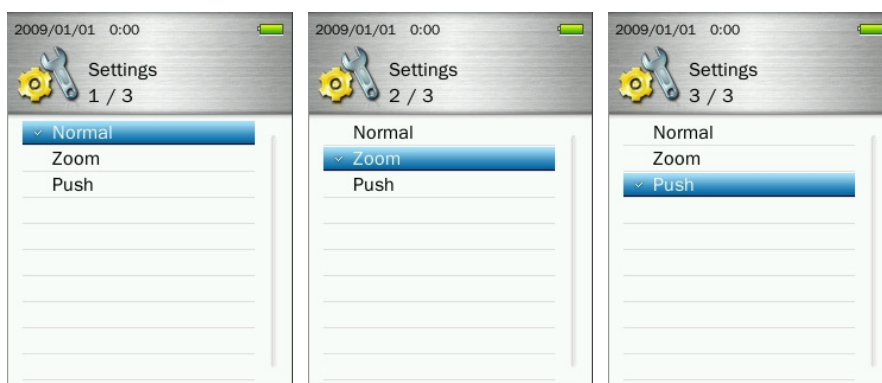 2009/01/01 0:00
Settings
1 / 3
Normal
Zoom
Push
2009/01/01 0:00
Settings
2 / 3
Normal
Zoom
Push
2009/01/01 0:00
Settings
3 / 3
Normal
Zoom
Push